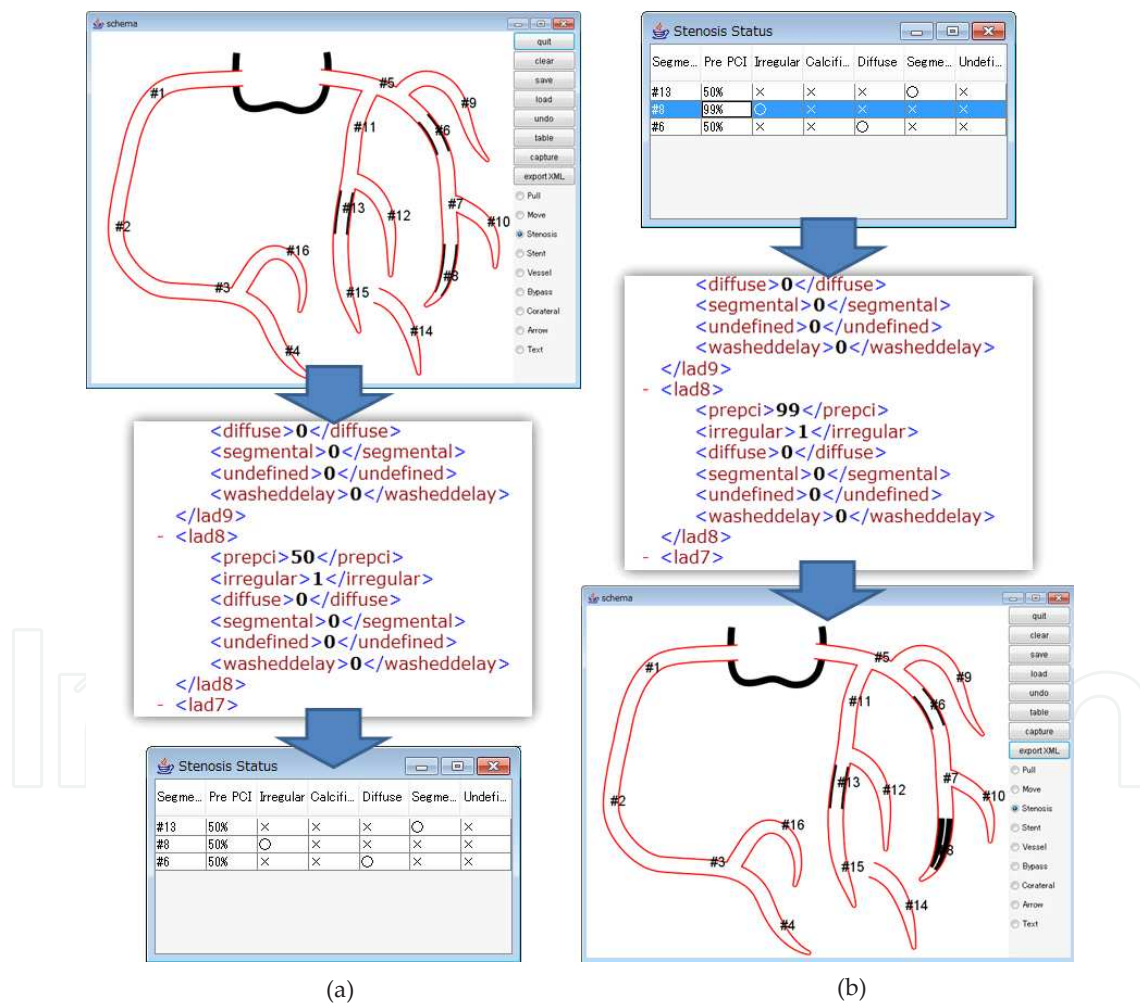 schema
quit
clear
save
load
undo
table
capture
export XML
Pull
Move
Stenosis
Stent
Vessel
Bypass
Corateral
Arrow
Text
#1
#5
#9
#11
#6
#13
#12
#7
#10
#2
#16
#8
#3
#15
#14
#4
<diffuse>0</diffuse>
<segmental>0</segmental>
<undefined>0</undefined>
<washeddelay>0</washeddelay>
</lad9>
- <lad8>
<prepci>50</prepci>
<irregular>1</irregular>
<diffuse>0</diffuse>
<segmental>0</segmental>
<undefined>0</undefined>
<washeddelay>0</washeddelay>
</lad8>
- <lad7>
Stenosis Status
Segme... Pre PCI Irregular Calcifi... Diffuse Segme... Undefi...
#13 50% × × × ○ ×
#8 50% ○ × × × ×
#6 50% × × ○ × ×
(a)
Stenosis Status
Segme... Pre PCI Irregular Calcifi... Diffuse Segme... Undefi...
#13 50% × × × ○ ×
#8 99% ○ × × × ×
#6 50% × × ○ × ×
<diffuse>0</diffuse>
<segmental>0</segmental>
<undefined>0</undefined>
<washeddelay>0</washeddelay>
</lad9>
- <lad8>
<prepci>99</prepci>
<irregular>1</irregular>
<diffuse>0</diffuse>
<segmental>0</segmental>
<undefined>0</undefined>
<washeddelay>0</washeddelay>
</lad8>
- <lad7>
schema
quit
clear
save
load
undo
table
capture
export XML
Pull
Move
Stenosis
Stent
Vessel
Bypass
Corateral
Arrow
Text
#1
#5
#9
#11
#6
#13
#12
#7
#10
#2
#16
#3
#15
#14
#4
(b)